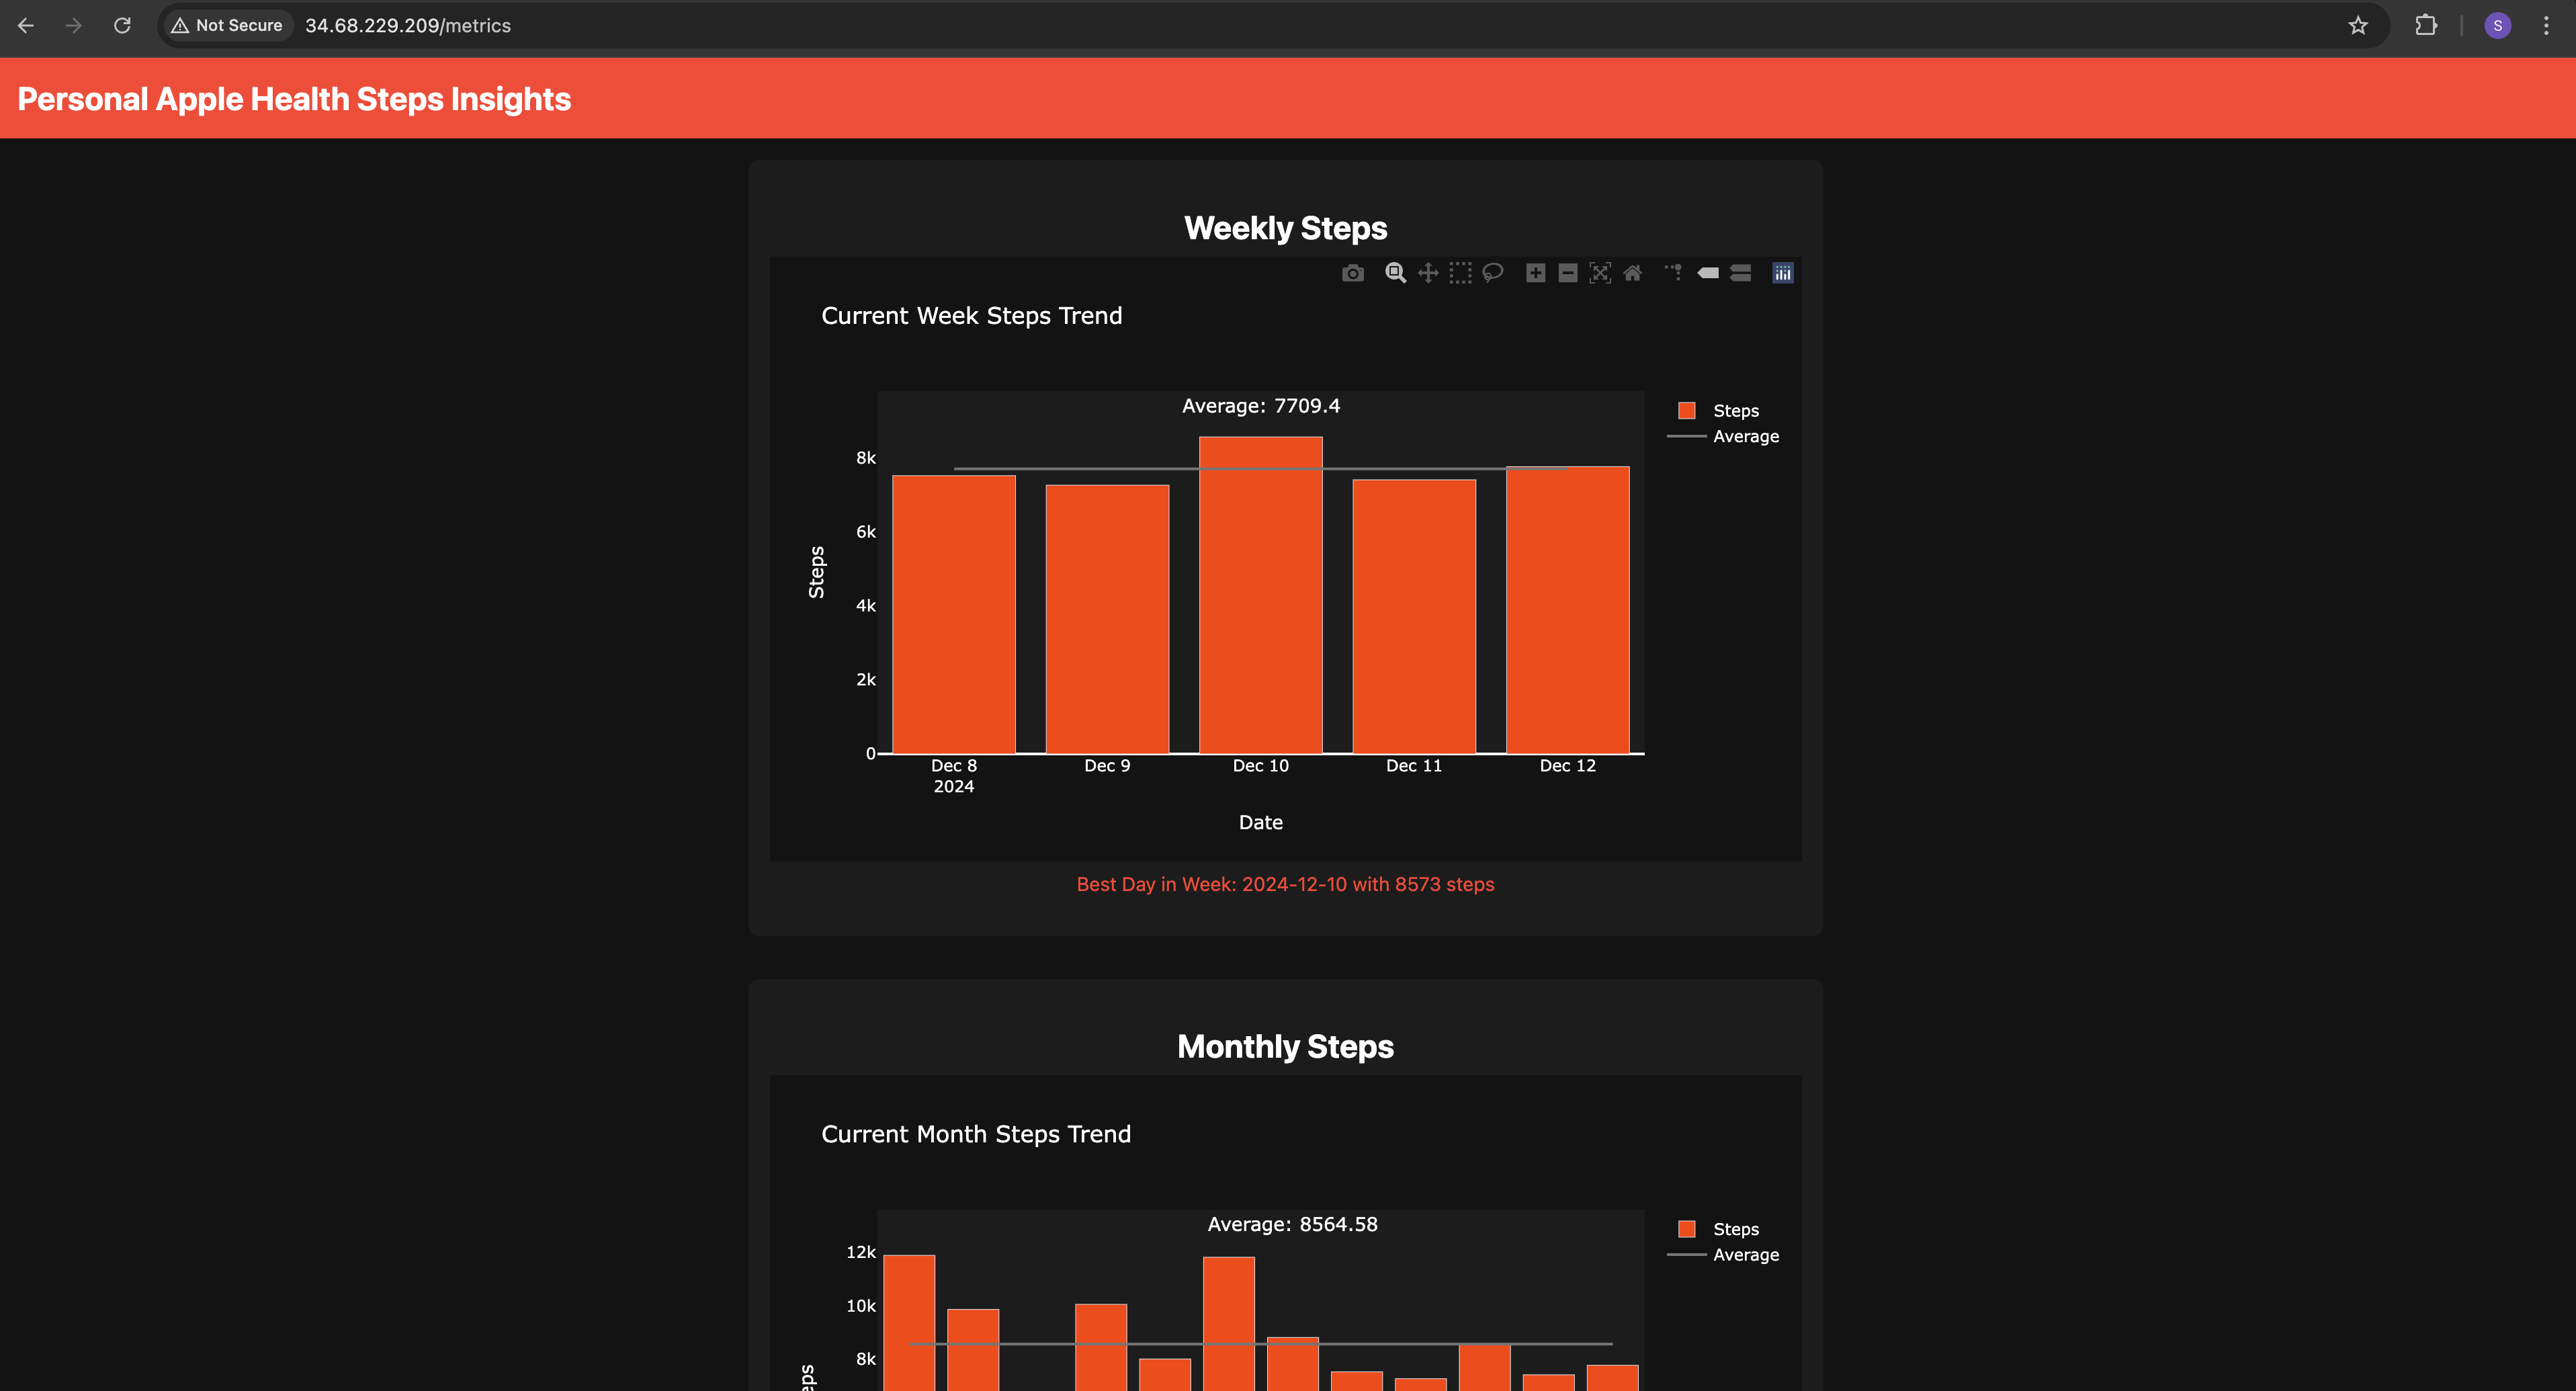 Not Secure 34.68.229.209/metrics
S
Personal Apple Health Steps Insights
Weekly Steps
Current Week Steps Trend
Average: 7709.4
Steps
Average
8k
6k
4k
2k
0
Steps
Dec 8
2024
Dec 9
Dec 10
Dec 11
Dec 12
Date
Best Day in Week: 2024-12-10 with 8573 steps
Monthly Steps
Current Month Steps Trend
Average: 8564.58
Steps
Average
12k
10k
8k
eps